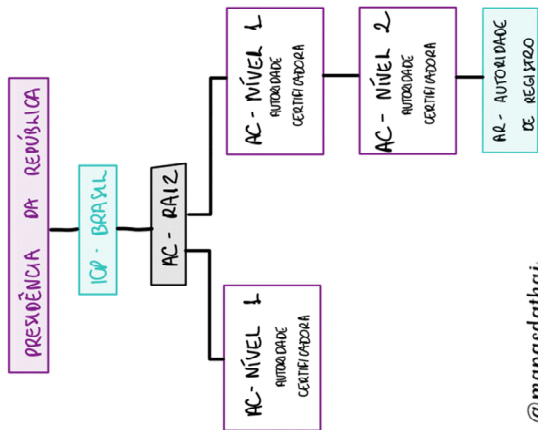 PRESIDÊNCIA DA REPÚBLICA
ICP - BRASIL
AC - RAIZ
AC - NÍVEL 1
AUTORIDADE
CERTIFICADORA
AC - NÍVEL 1
AUTORIDADE
CERTIFICADORA
AC - NÍVEL 2
AUTORIDADE
CERTIFICADORA
AR - AUTORIDADE
DE REGISTRO